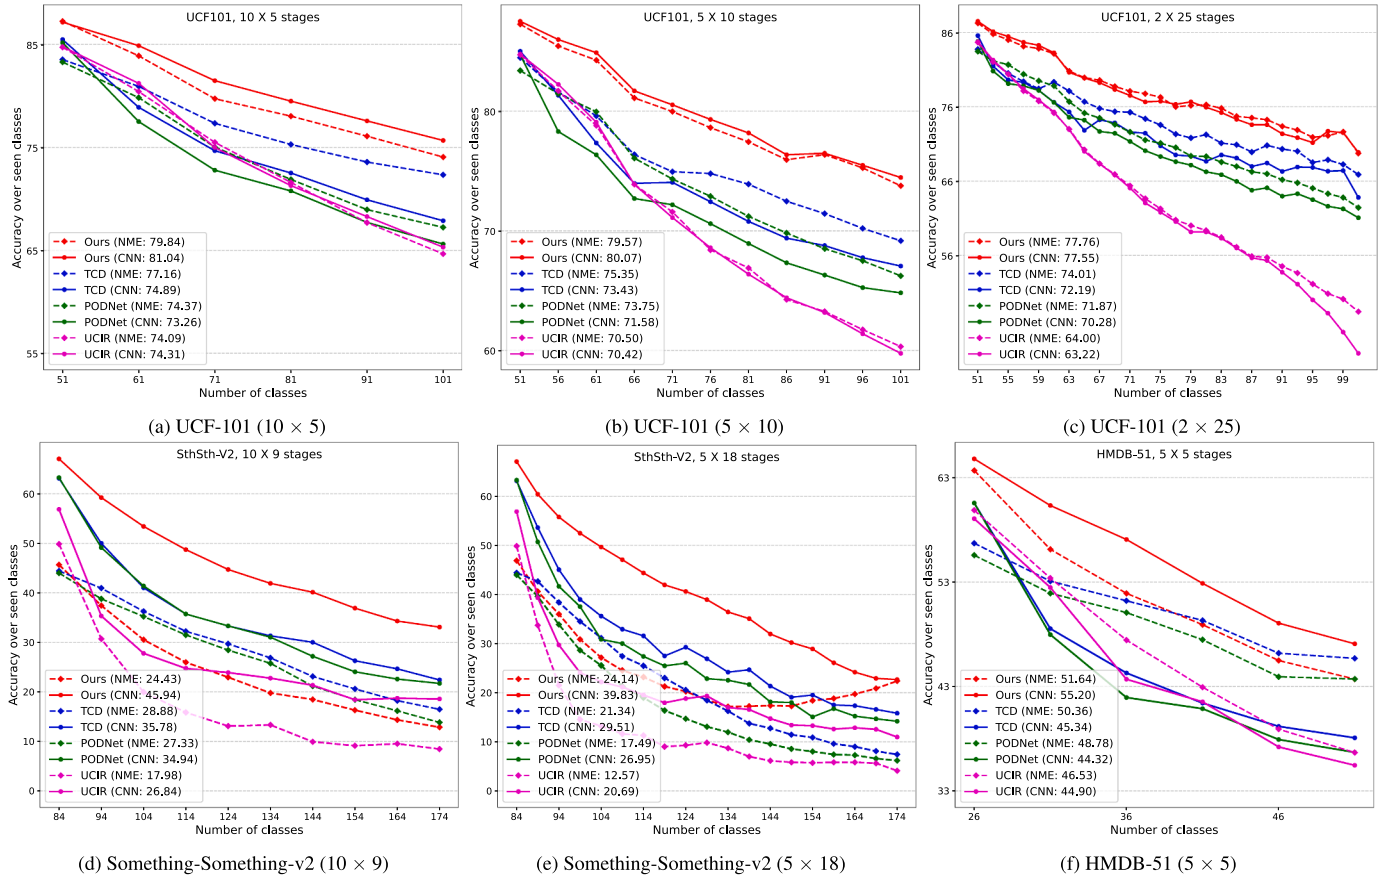 UCF101, 10 X 5 stages
Accuracy over seen classes
85
75
65
55
Ours (NME: 79.84)
Ours (CNN: 81.04)
TCD (NME: 77.16)
TCD (CNN: 74.89)
PODNet (NME: 74.37)
PODNet (CNN: 73.26)
UCIR (NME: 74.09)
UCIR (CNN: 74.31)
51 61 71 81 91 101
Number of classes
(a) UCF-101 (10 × 5)
UCF101, 5 X 10 stages
Accuracy over seen classes
80
70
60
Ours (NME: 79.57)
Ours (CNN: 80.07)
TCD (NME: 75.35)
TCD (CNN: 73.43)
PODNet (NME: 73.75)
PODNet (CNN: 71.58)
UCIR (NME: 70.50)
UCIR (CNN: 70.42)
51 56 61 66 71 76 81 86 91 96 101
Number of classes
(b) UCF-101 (5 × 10)
UCF101, 2 X 25 stages
Accuracy over seen classes
86
76
66
56
Ours (NME: 77.76)
Ours (CNN: 77.55)
TCD (NME: 74.01)
TCD (CNN: 72.19)
PODNet (NME: 71.87)
PODNet (CNN: 70.28)
UCIR (NME: 64.00)
UCIR (CNN: 63.22)
51 55 59 63 67 71 75 79 83 87 91 95 99
Number of classes
(c) UCF-101 (2 × 25)
SthSth-V2, 10 X 9 stages
Accuracy over seen classes
60
50
40
30
20
10
0
Ours (NME: 24.43)
Ours (CNN: 45.94)
TCD (NME: 28.88)
TCD (CNN: 35.78)
PODNet (NME: 27.33)
PODNet (CNN: 34.94)
UCIR (NME: 17.98)
UCIR (CNN: 26.84)
84 94 104 114 124 134 144 154 164 174
Number of classes
(d) Something-Something-v2 (10 × 9)
SthSth-V2, 5 X 18 stages
Accuracy over seen classes
60
50
40
30
20
10
0
Ours (NME: 24.14)
Ours (CNN: 39.83)
TCD (NME: 21.34)
TCD (CNN: 29.51)
PODNet (NME: 17.49)
PODNet (CNN: 26.95)
UCIR (NME: 12.57)
UCIR (CNN: 20.69)
84 94 104 114 124 134 144 154 164 174
Number of classes
(e) Something-Something-v2 (5 × 18)
HMDB-51, 5 X 5 stages
Accuracy over seen classes
63
53
43
33
Ours (NME: 51.64)
Ours (CNN: 55.20)
TCD (NME: 50.36)
TCD (CNN: 45.34)
PODNet (NME: 48.78)
PODNet (CNN: 44.32)
UCIR (NME: 46.53)
UCIR (CNN: 44.90)
26 36 46
Number of classes
(f) HMDB-51 (5 × 5)